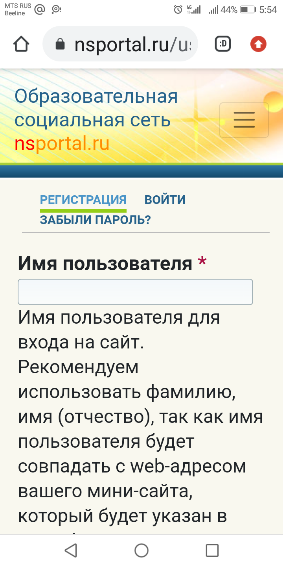 MTS RUS
Beeline
44% 5:54
nsportal.ru/us
:D
Образовательная
социальная сеть
nsportal.ru
РЕГИСТРАЦИЯ ВОЙТИ
ЗАБЫЛИ ПАРОЛЬ?
Имя пользователя *
Имя пользователя для
входа на сайт.
Рекомендуем
использовать фамилию,
имя (отчество), так как имя
пользователя будет
совпадать с web-адресом
вашего мини-сайта,
который будет указан в